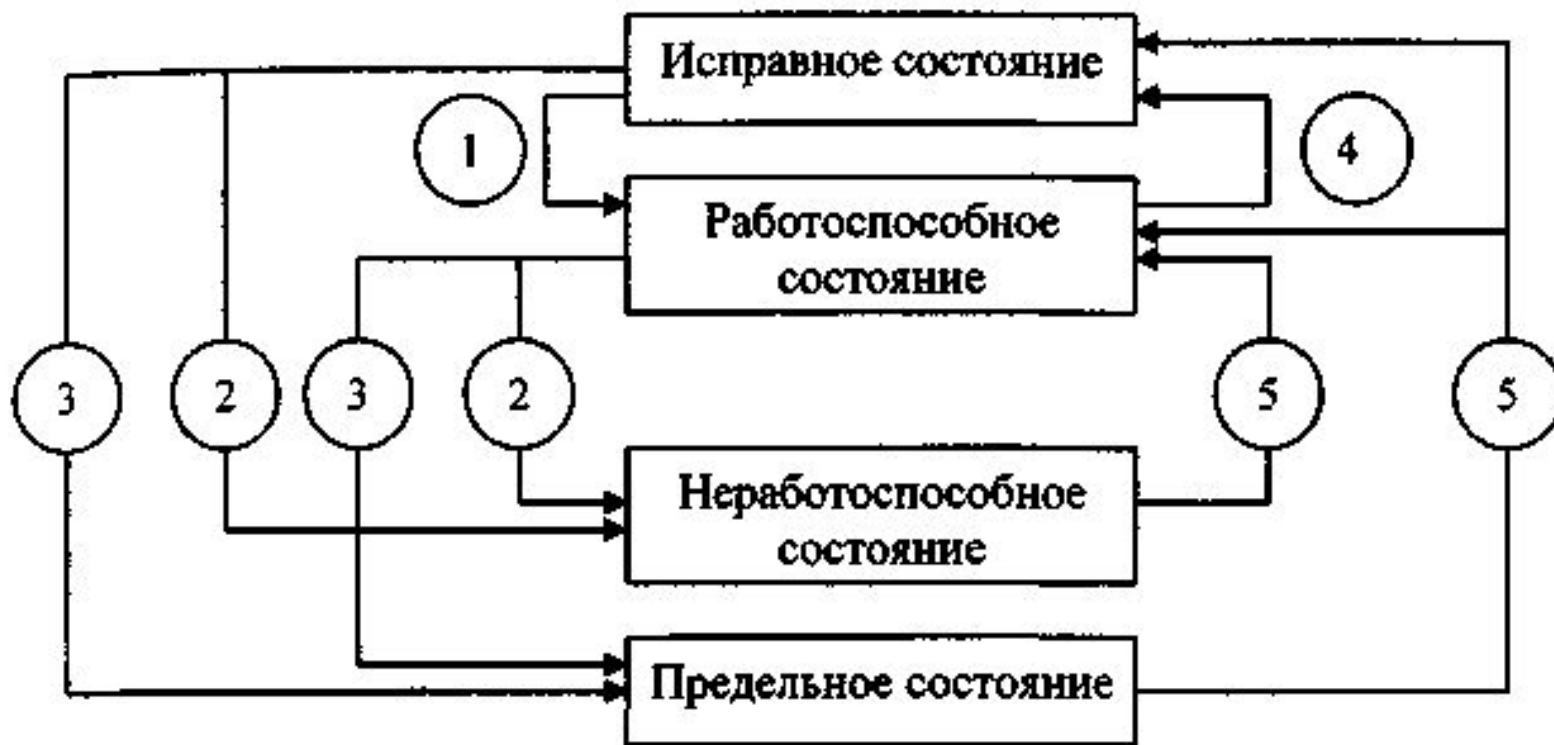 Исправное состояние
1
4
Работоспособное
состояние
3
2
3
2
5
5
Неработоспособное
состояние
Предельное состояние